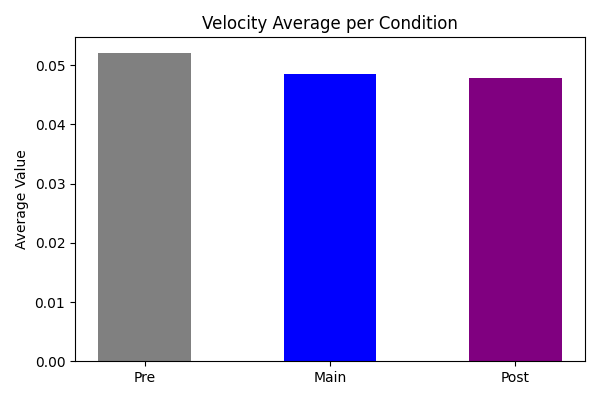 Velocity Average per Condition
Average Value
0.05
0.04
0.03
0.02
0.01
0.00
Pre
Main
Post